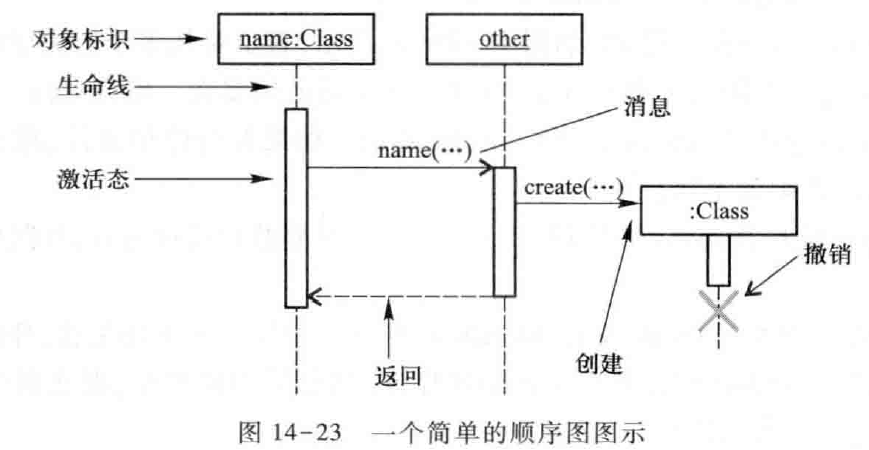 对象标识
name:Class
other
生命线
消息
name(…)
激活态
create(…)
:Class
撤销
创建
返回
图 14-23 一个简单的顺序图图示